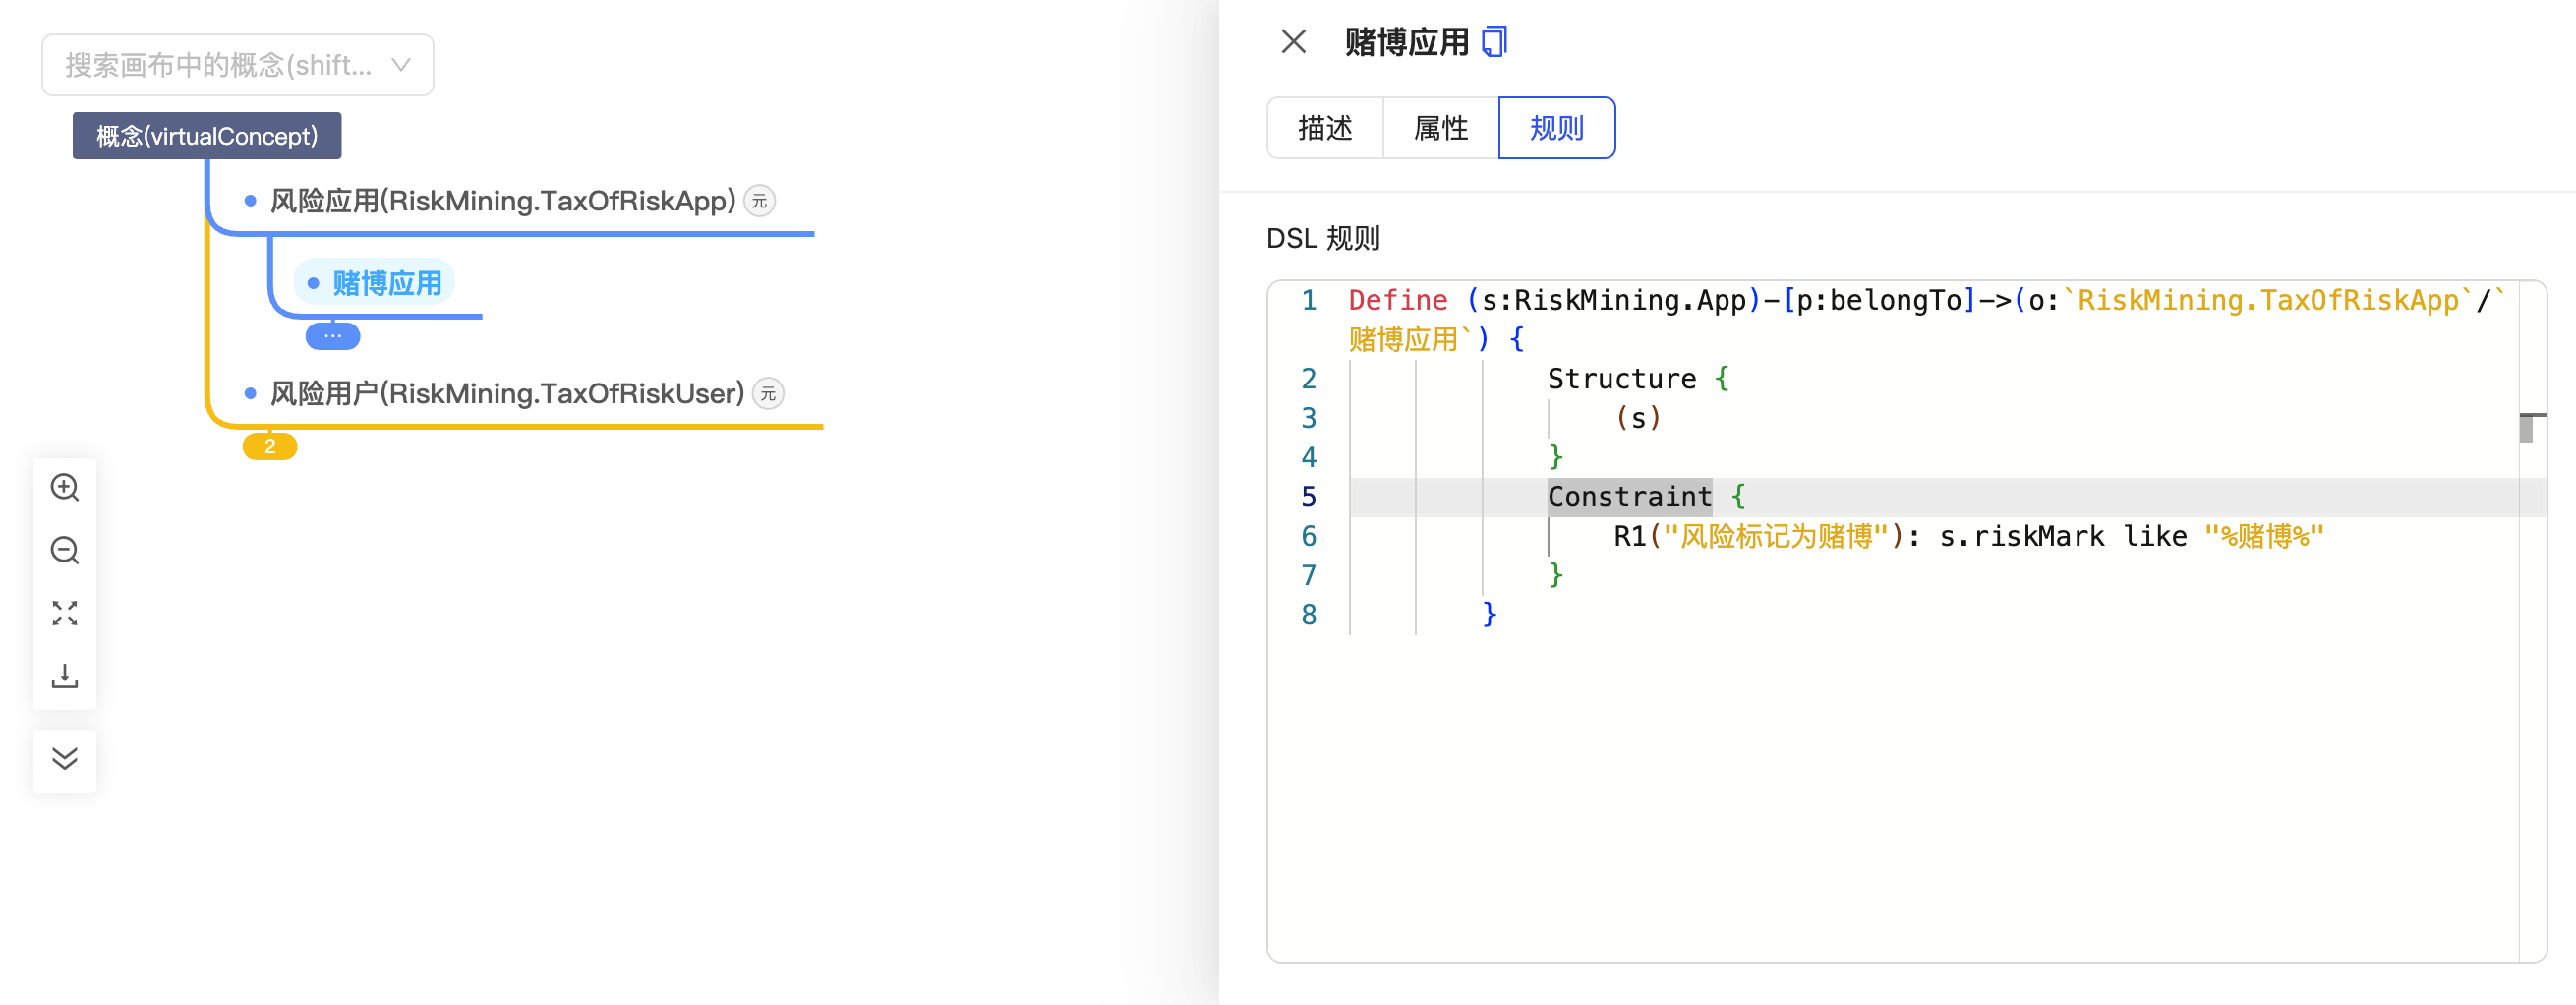 搜索画布中的概念(shift...
概念(virtualConcept)
风险应用(RiskMining.TaxOfRiskApp) 元
赌博应用
...
风险用户(RiskMining.TaxOfRiskUser) 元
2
赌博应用
描述 属性 规则
DSL 规则
1 Define (s:RiskMining.App)-[p:belongTo]->(o:`RiskMining.TaxOfRiskApp`/`
赌博应用`) {
2 Structure {
3 (s)
4 }
5 Constraint {
6 R1("风险标记为赌博"): s.riskMark like "%赌博%"
7 }
8 }